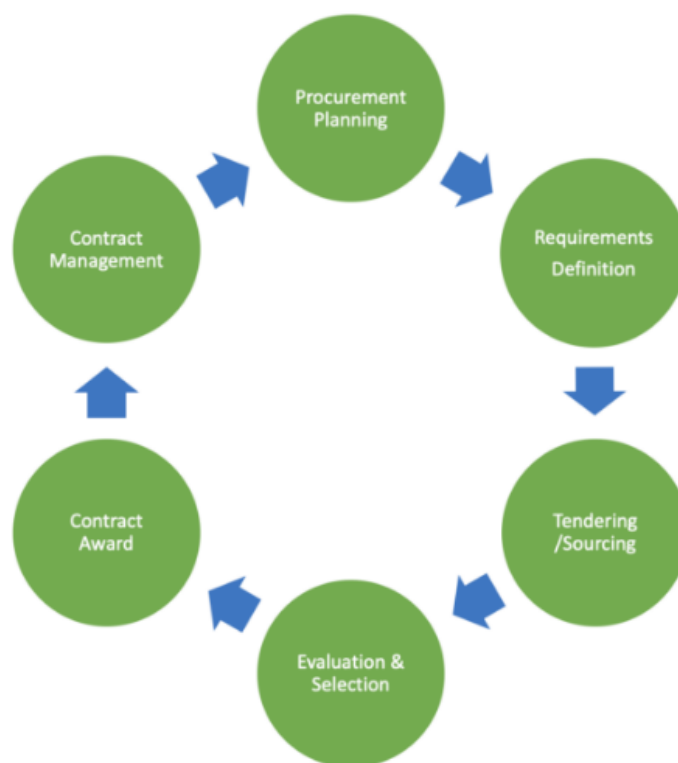 Procurement
Planning
Requirements
Definition
Tendering
/Sourcing
Evaluation &
Selection
Contract
Award
Contract
Management